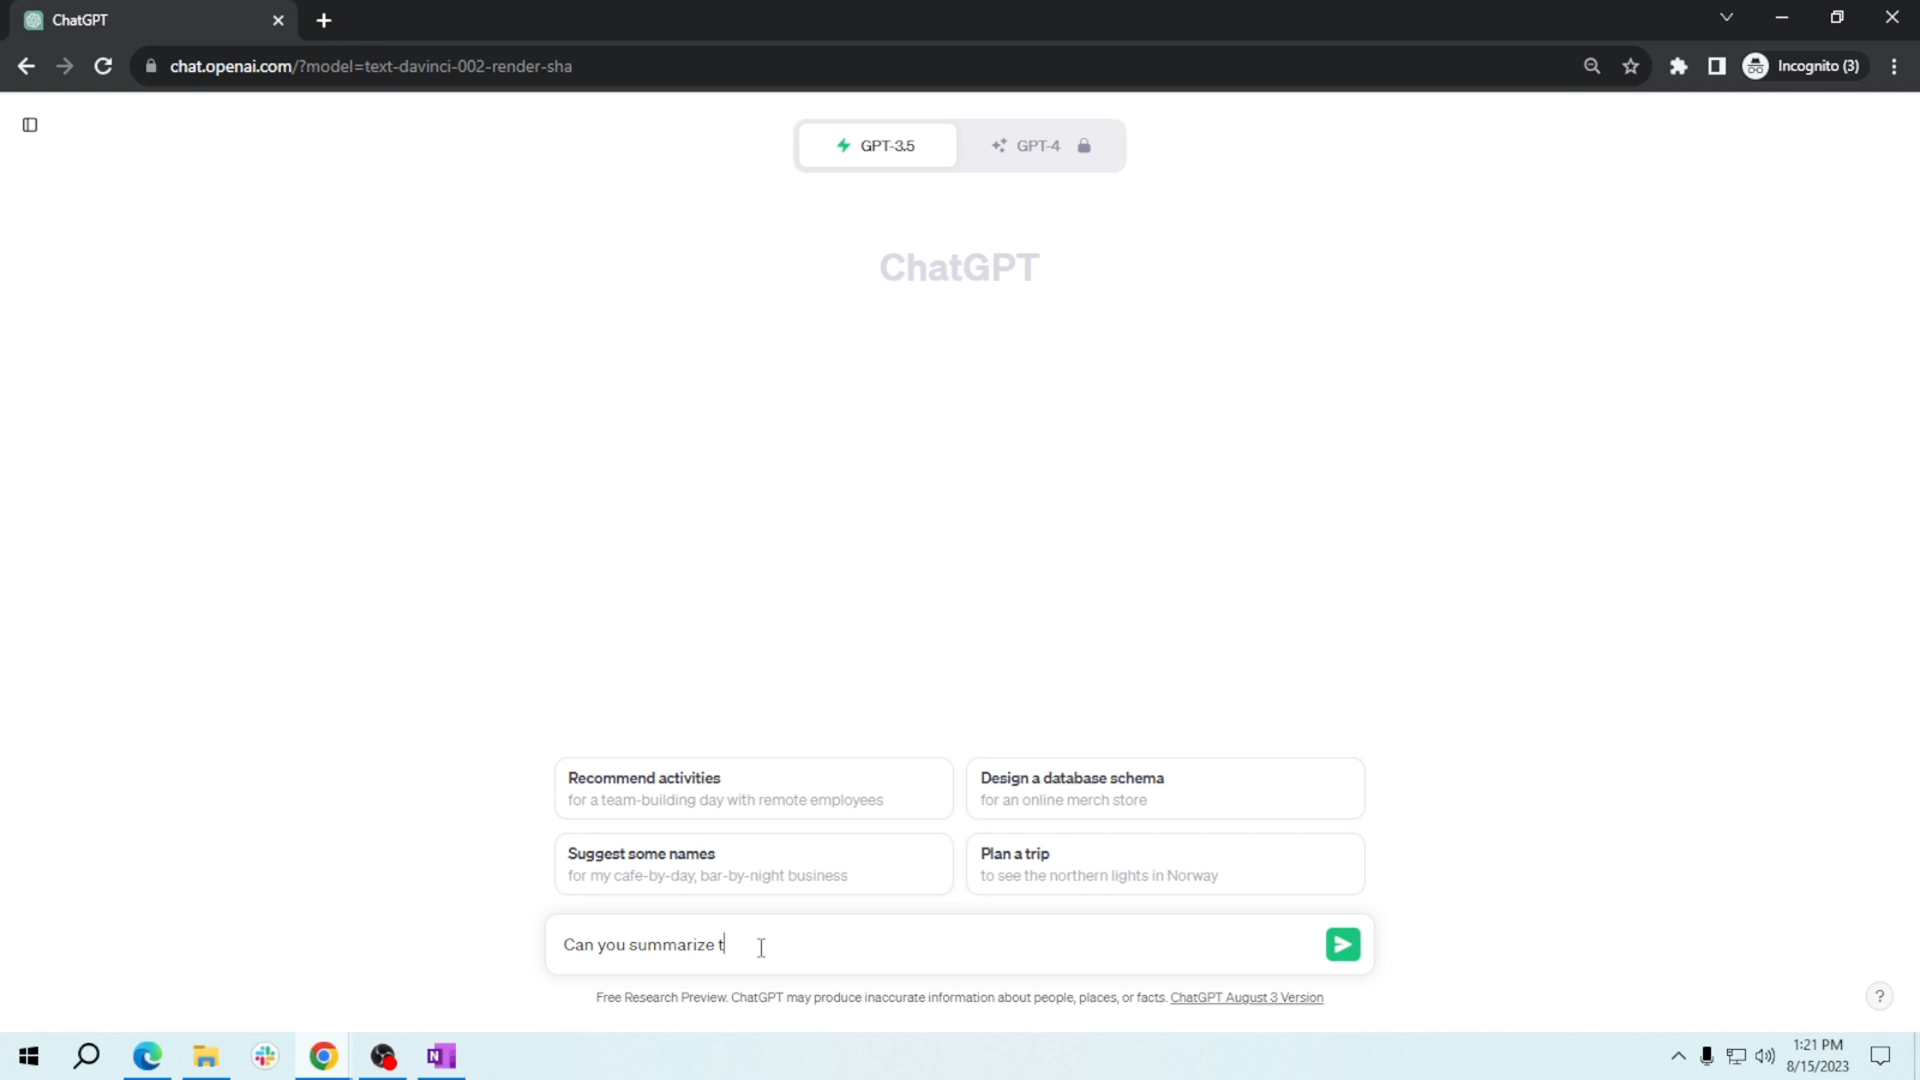 ChatGPT
chat.openai.com/?model=text-davinci-002-render-sha
Incognito (3)
GPT-3.5
GPT-4
ChatGPT
Recommend activities
for a team-building day with remote employees
Design a database schema
for an online merch store
Suggest some names
for my cafe-by-day, bar-by-night business
Plan a trip
to see the northern lights in Norway
Can you summarize t
Free Research Preview. ChatGPT may produce inaccurate information about people, places, or facts. ChatGPT August 3 Version
?
N
1:21 PM
8/15/2023